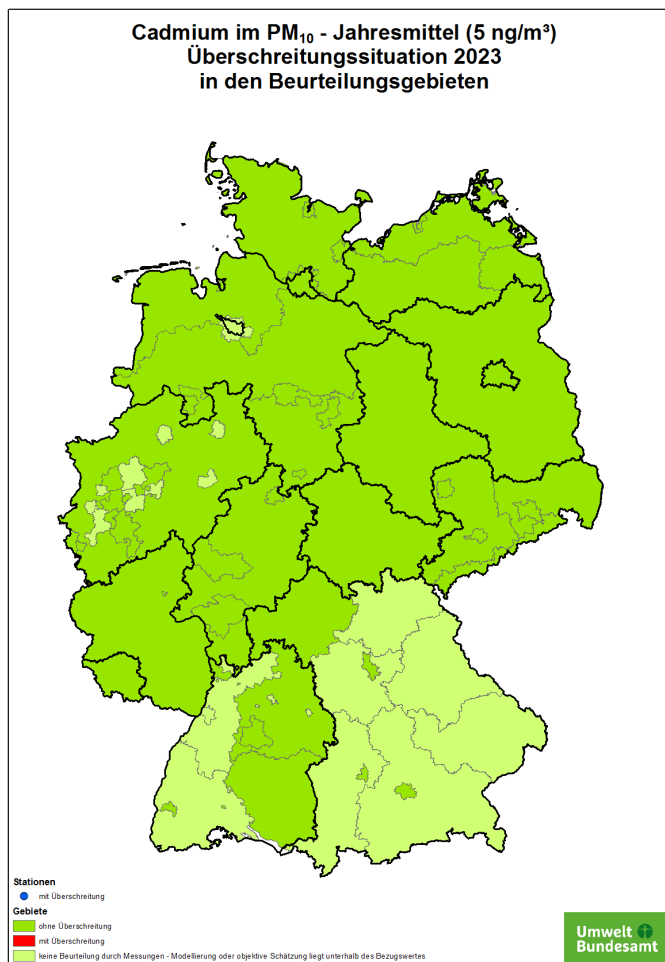 Cadmium im PM₁₀ - Jahresmittel (5 ng/m³)
Überschreitungssituation 2023
in den Beurteilungsgebieten
Stationen
mit Überschreitung
Gebiete
ohne Überschreitung
mit Überschreitung
keine Beurteilung durch Messungen - Modellierung oder objektive Schätzung liegt unterhalb des Bezugswertes
Umwelt
Bundesamt